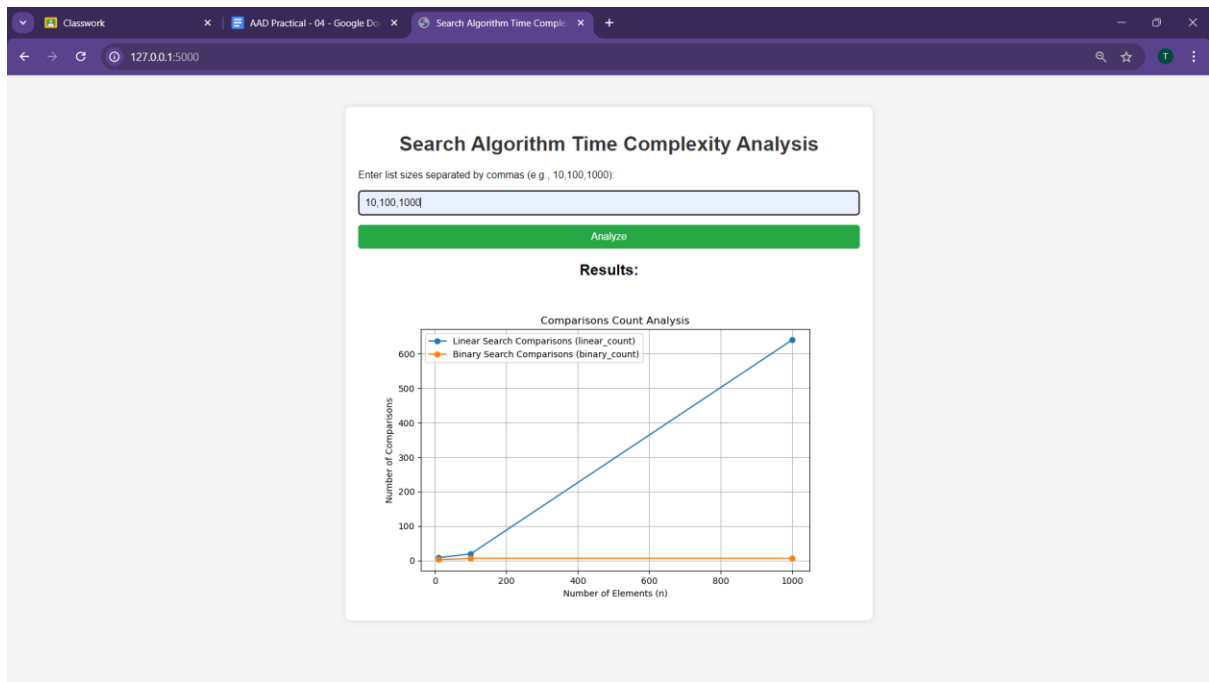 Classwork
AAD Practical - 04 - Google Do
Search Algorithm Time Comple
127.0.0.1:5000
T
Search Algorithm Time Complexity Analysis
Enter list sizes separated by commas (e.g., 10,100,1000):
10,100,1000
Analyze
Results:
Comparisons Count Analysis
Linear Search Comparisons (linear_count)
Binary Search Comparisons (binary_count)
Number of Comparisons
600
500
400
300
200
100
0
0 200 400 600 800 1000
Number of Elements (n)